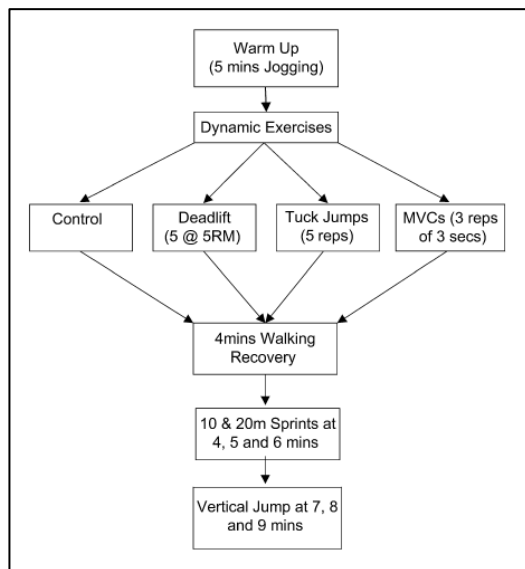 Warm Up
(5 mins Jogging)
Dynamic Exercises
Control
Deadlift
(5 @ 5RM)
Tuck Jumps
(5 reps)
MVCs (3 reps
of 3 secs)
4mins Walking
Recovery
10 & 20m Sprints at
4, 5 and 6 mins
Vertical Jump at 7, 8
and 9 mins